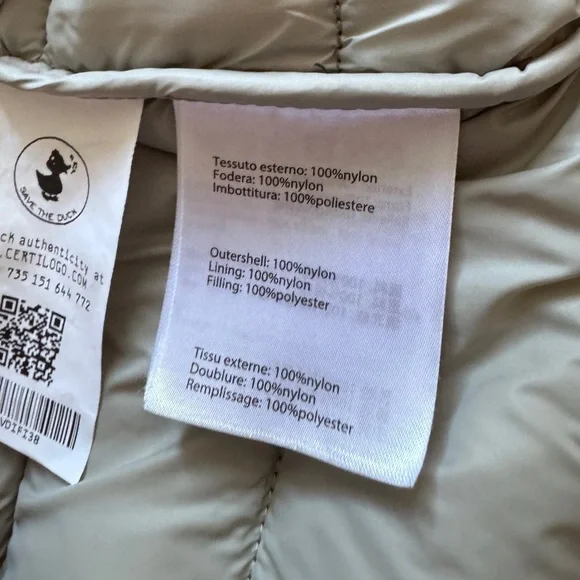 SAVE THE DUCK
ck authenticity at
.CERTILOGO.COM
735 151 644 772
Tessuto esterno: 100%nylon
Fodera: 100%nylon
Imbottitura: 100%poliestere
Outershell: 100%nylon
Lining: 100%nylon
Filling: 100%polyester
Tissu externe: 100%nylon
Doublure: 100%nylon
Remplissage: 100%polyester